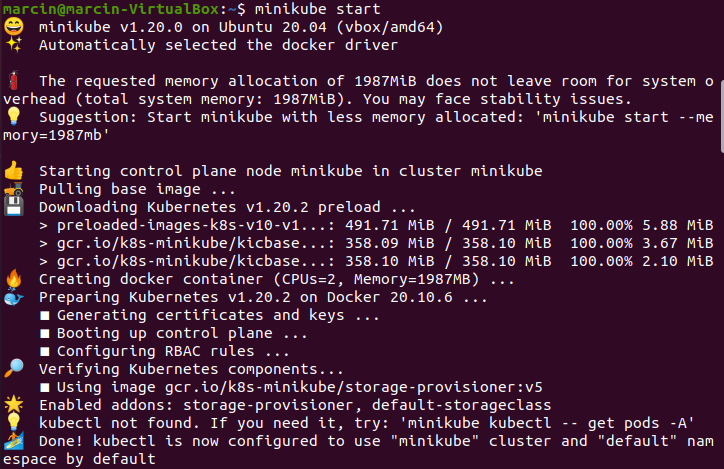 marcin@marcin-VirtualBox:~$ minikube start
😄 minikube v1.20.0 on Ubuntu 20.04 (vbox/amd64)
✨ Automatically selected the docker driver
🧯 The requested memory allocation of 1987MiB does not leave room for system o
verhead (total system memory: 1987MiB). You may face stability issues.
💡 Suggestion: Start minikube with less memory allocated: 'minikube start --me
mory=1987mb'
👍 Starting control plane node minikube in cluster minikube
🚜 Pulling base image ...
💾 Downloading Kubernetes v1.20.2 preload ...
> preloaded-images-k8s-v10-v1...: 491.71 MiB / 491.71 MiB 100.00% 5.88 MiB
> gcr.io/k8s-minikube/kicbase...: 358.09 MiB / 358.10 MiB 100.00% 3.67 MiB
> gcr.io/k8s-minikube/kicbase...: 358.10 MiB / 358.10 MiB 100.00% 2.10 MiB
🔥 Creating docker container (CPUs=2, Memory=1987MB) ...
🐳 Preparing Kubernetes v1.20.2 on Docker 20.10.6 ...
▪ Generating certificates and keys ...
▪ Booting up control plane ...
▪ Configuring RBAC rules ...
🔎 Verifying Kubernetes components...
▪ Using image gcr.io/k8s-minikube/storage-provisioner:v5
🌟 Enabled addons: storage-provisioner, default-storageclass
💡 kubectl not found. If you need it, try: 'minikube kubectl -- get pods -A'
🏄 Done! kubectl is now configured to use "minikube" cluster and "default" nam
espace by default